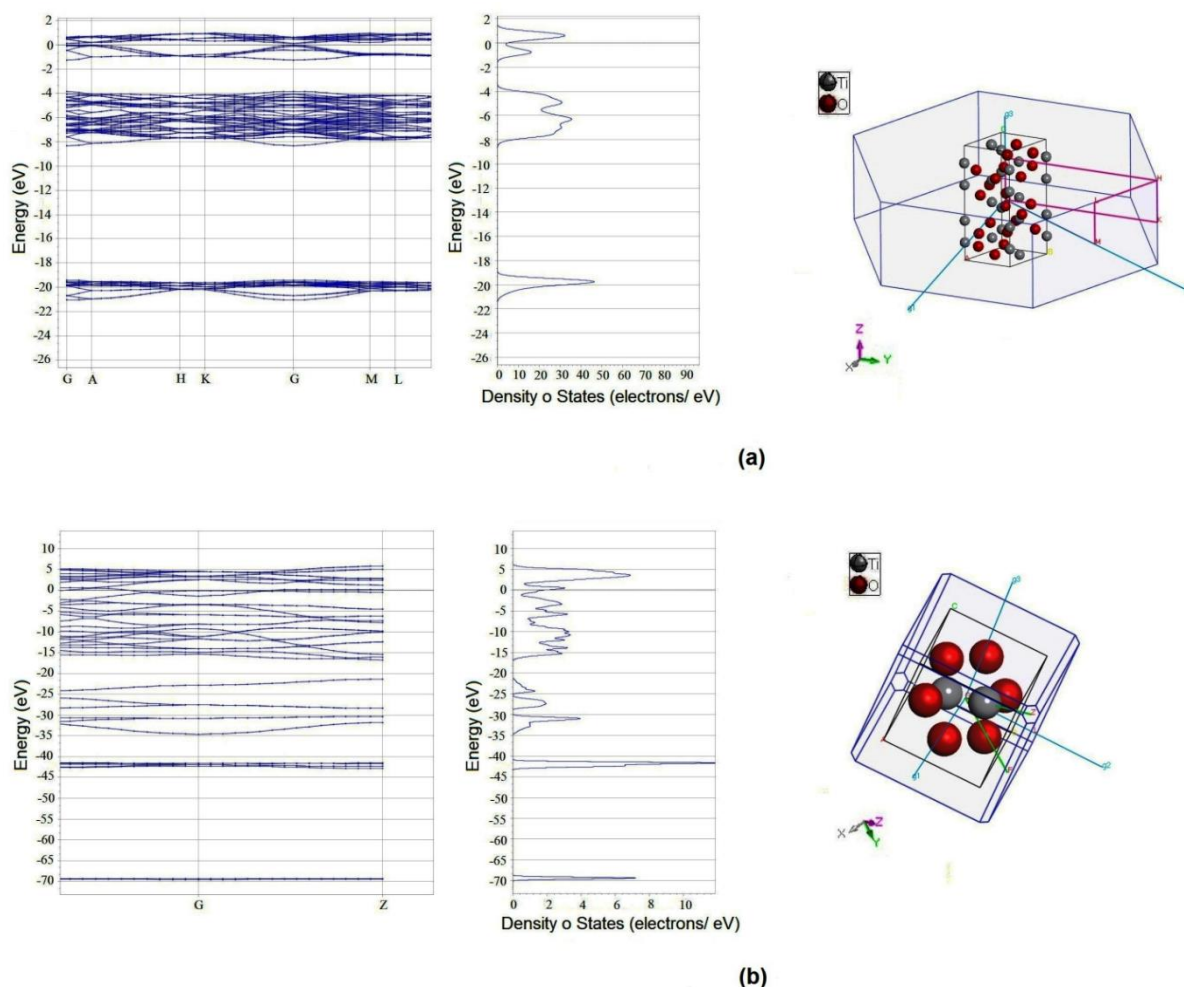 2
0
-2
-4
-6
-8
-10
-12
-14
-16
-18
-20
-22
-24
-26
Energy (eV)
G A H K G M L
2
0
-2
-4
-6
-8
-10
-12
-14
-16
-18
-20
-22
-24
-26
Energy (eV)
0 10 20 30 40 50 60 70 80 90
Density o States (electrons/ eV)
Ti
O
g3
H
K
L
M
B
g1
Z
Y
X
(a)
10
5
0
-5
-10
-15
-20
-25
-30
-35
-40
-45
-50
-55
-60
-65
-70
Energy (eV)
G Z
10
5
0
-5
-10
-15
-20
-25
-30
-35
-40
-45
-50
-55
-60
-65
-70
Energy (eV)
0 2 4 6 8 10
Density o States (electrons/ eV)
Ti
O
g3
C
Z
g1
g2
X
Z
Y
(b)